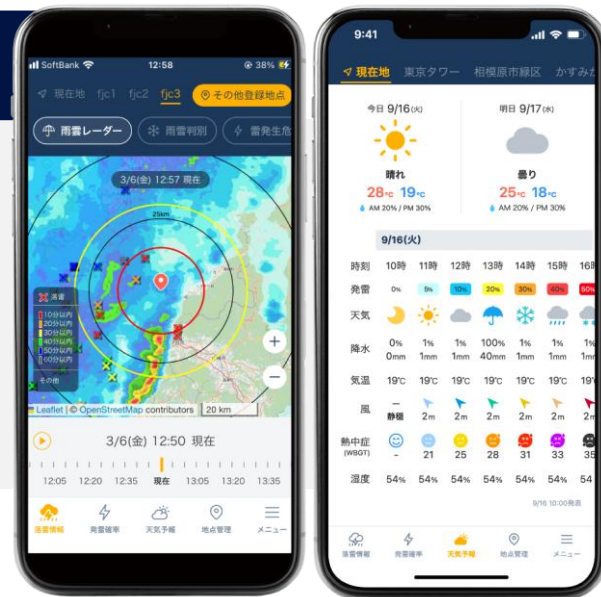 SoftBank 12:58 38%
現在地 fjc1 fjc2 fjc3 その他登録地点
雨雲レーダー 雨雪判別 雷発生危
3/6(金) 12:57 現在
25km
落雷
10分以内
20分以内
30分以内
40分以内
50分以内
60分以内
その他
+
−
Leaflet | © OpenStreetMap contributors 20 km
3/6(金) 12:50 現在
12:05 12:20 12:35 現在 13:05 13:20 13:35
落雷情報 発雷確率 天気予報 地点管理 メニュー
9:41
現在地 東京タワー 相模原市緑区 かすみ
今日 9/16(火) 明日 9/17(水)
晴れ 曇り
28°C 19°C 25°C 18°C
AM 20% / PM 30% AM 20% / PM 30%
9/16(火)
時刻 10時 11時 12時 13時 14時 15時 16時
発雷 0% 5% 10% 20% 30% 40% 50%
天気
降水 0% 1% 1% 100% 1% 1% 1%
0mm 1mm 1mm 40mm 1mm 1mm 1m
気温 19°C 19°C 19°C 19°C 19°C 19°C 19°
風 — 2m 2m 2m 2m 2m 2m
静穏
熱中症 - 21 25 28 31 33 35
(WBGT)
湿度 54% 54% 54% 54% 54% 54% 54
9/16 10:00発表
落雷情報 発雷確率 天気予報 地点管理 メニュー